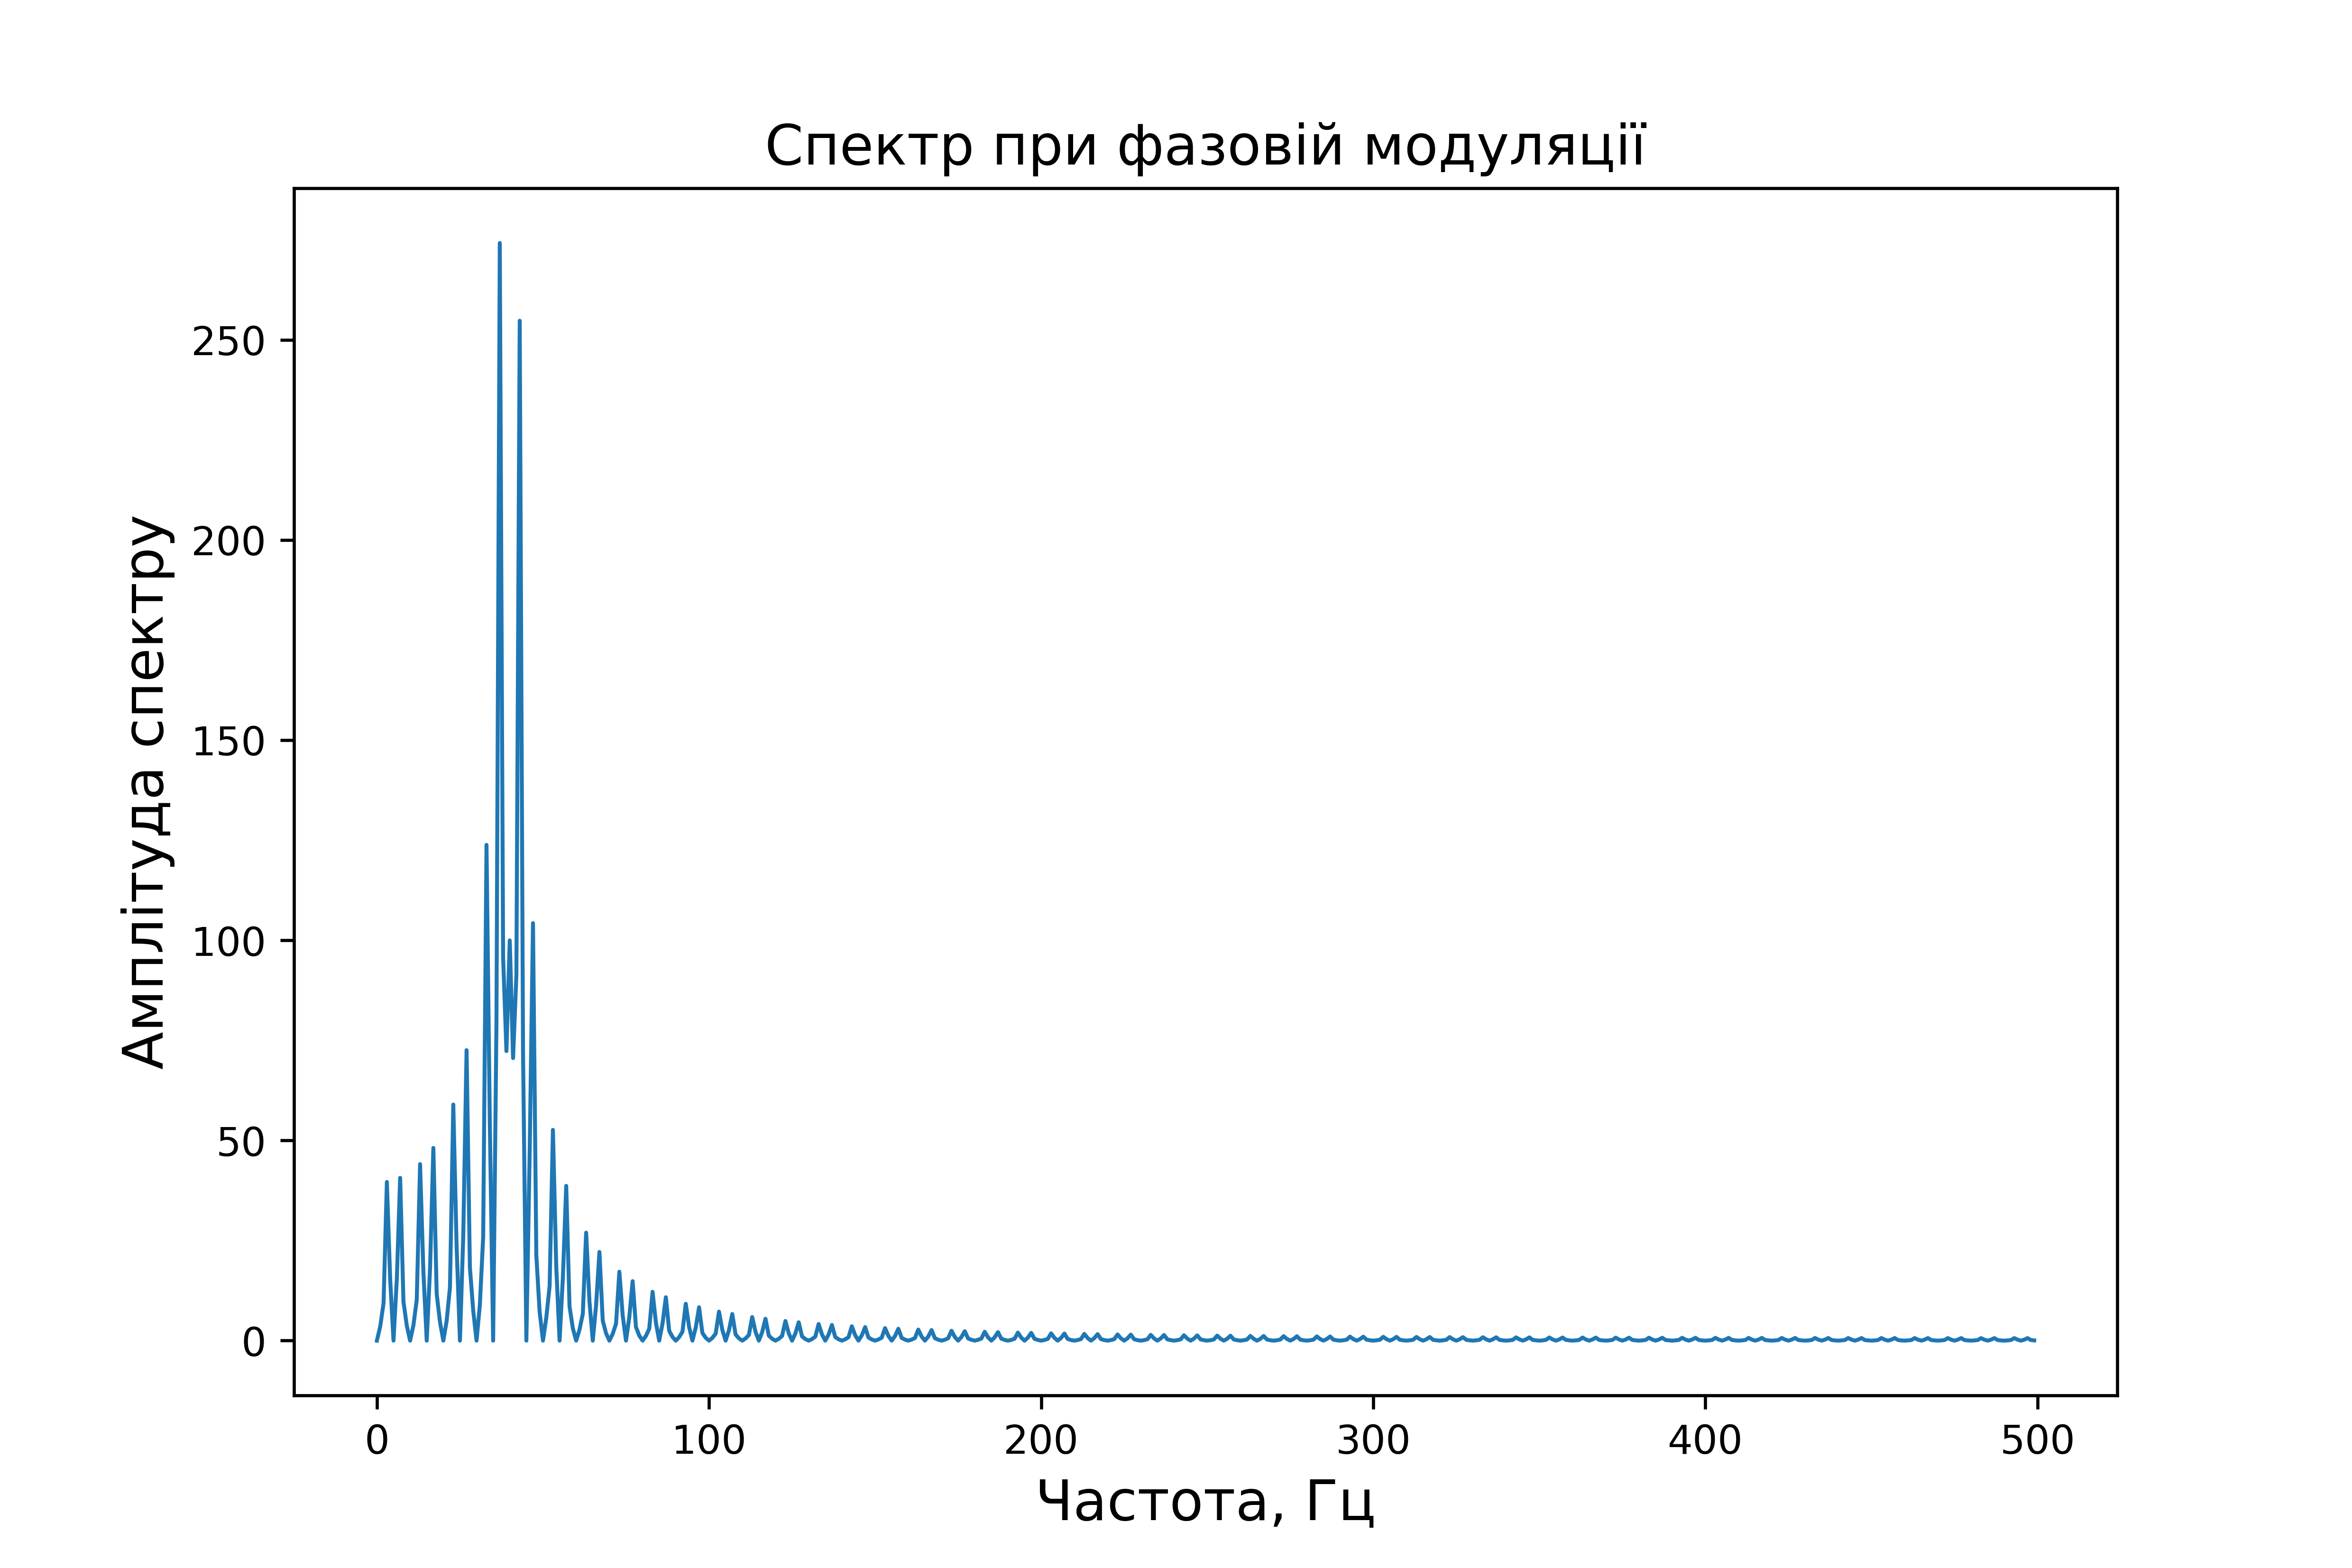 Спектр при фазовій модуляції
Амплітуда спектру
250
200
150
100
50
0
0 100 200 300 400 500
Частота, Гц